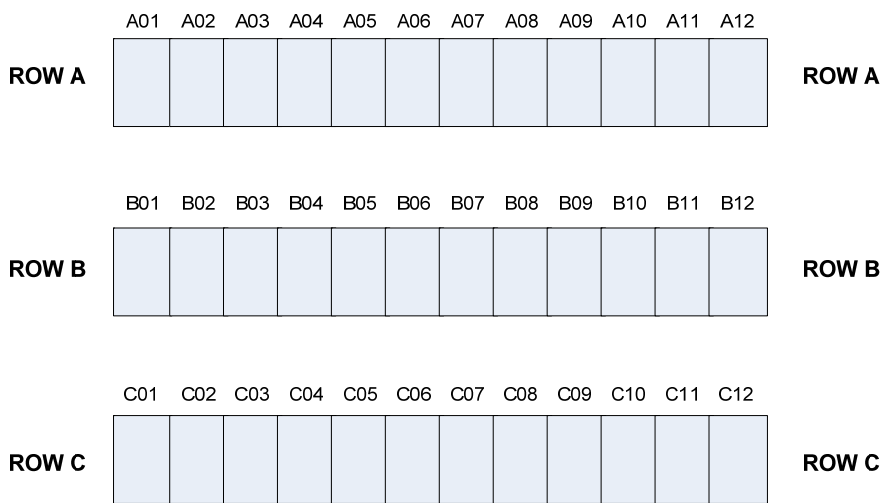 A01 A02 A03 A04 A05 A06 A07 A08 A09 A10 A11 A12
ROW A ROW A
B01 B02 B03 B04 B05 B06 B07 B08 B09 B10 B11 B12
ROW B ROW B
C01 C02 C03 C04 C05 C06 C07 C08 C09 C10 C11 C12
ROW C ROW C